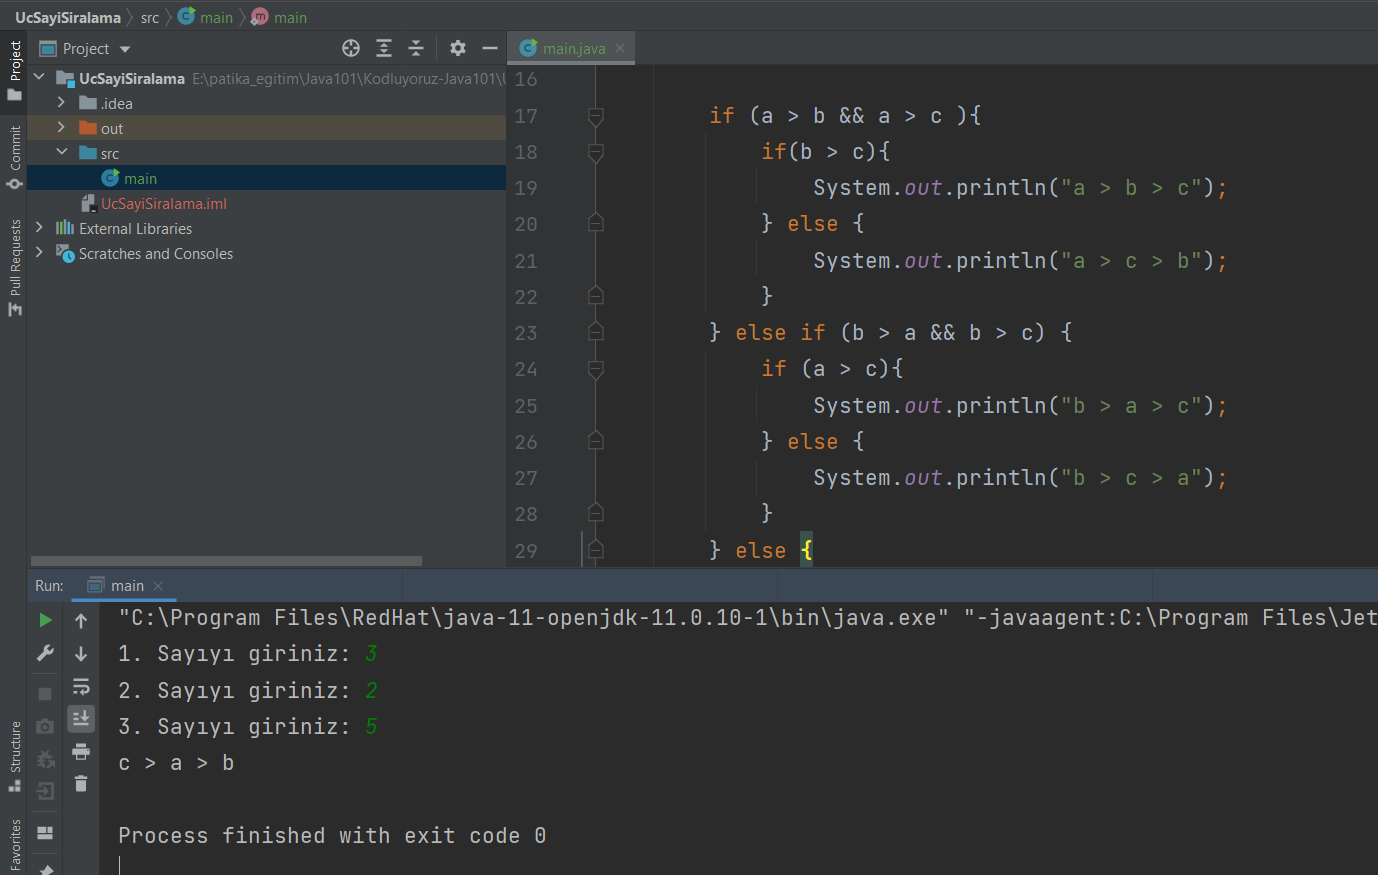 UcSayiSiralama src main main
Project
main.java
Project
UcSayiSiralama E:\patika_egitim\Java101\Kodluyoruz-Java101\
.idea
out
src
main
UcSayiSiralama.iml
External Libraries
Scratches and Consoles
Commit
Pull Requests
16
17 if (a > b && a > c ){
18 if(b > c){
19 System.out.println("a > b > c");
20 } else {
21 System.out.println("a > c > b");
22 }
23 } else if (b > a && b > c) {
24 if (a > c){
25 System.out.println("b > a > c");
26 } else {
27 System.out.println("b > c > a");
28 }
29 } else {
Run: main
"C:\Program Files\RedHat\java-11-openjdk-11.0.10-1\bin\java.exe" "-javaagent:C:\Program Files\Jet
1. Sayıyı giriniz: 3
2. Sayıyı giriniz: 2
3. Sayıyı giriniz: 5
c > a > b
Process finished with exit code 0
Structure
Favorites